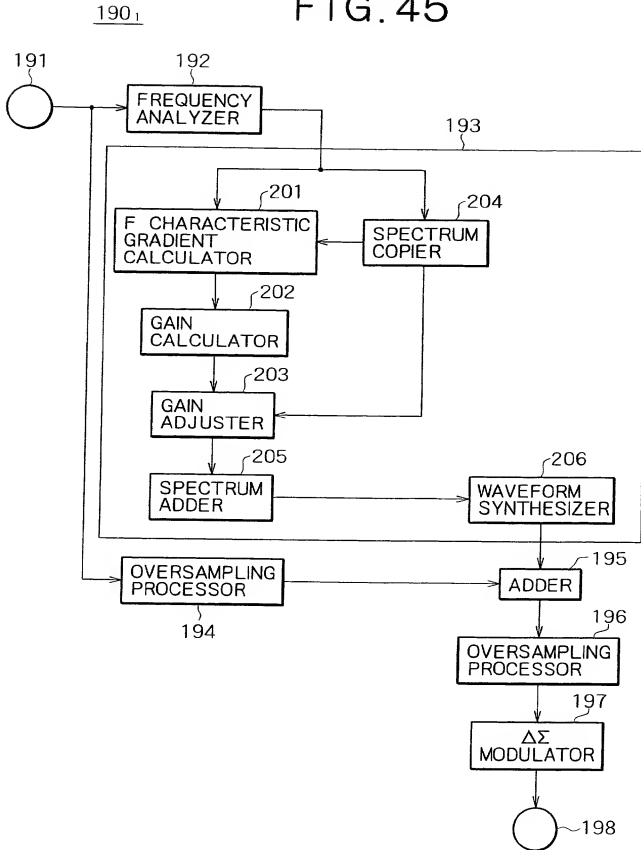 190₁
FIG. 45
191
192
FREQUENCY
ANALYZER
193
201
F CHARACTERISTIC
GRADIENT
CALCULATOR
204
SPECTRUM
COPIER
202
GAIN
CALCULATOR
203
GAIN
ADJUSTER
205
SPECTRUM
ADDER
206
WAVEFORM
SYNTHESIZER
OVERSAMPLING
PROCESSOR
194
195
ADDER
196
OVERSAMPLING
PROCESSOR
197
ΔΣ
MODULATOR
198